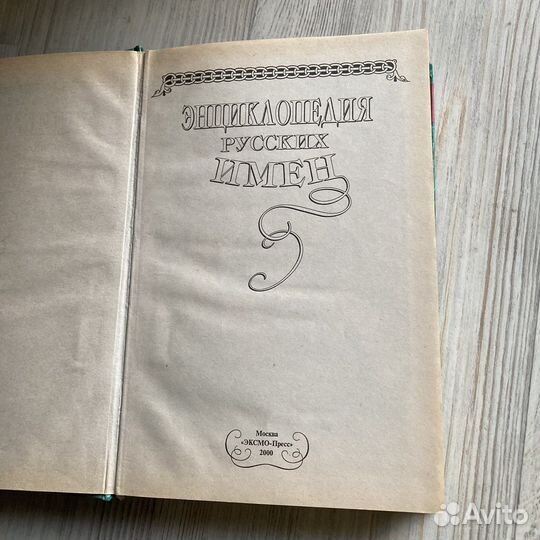 ЭНЦИКЛОПЕДИЯ
РУССКИХ
ИМЕН
Москва
«ЭКСМО-Пресс»
2000
Avito